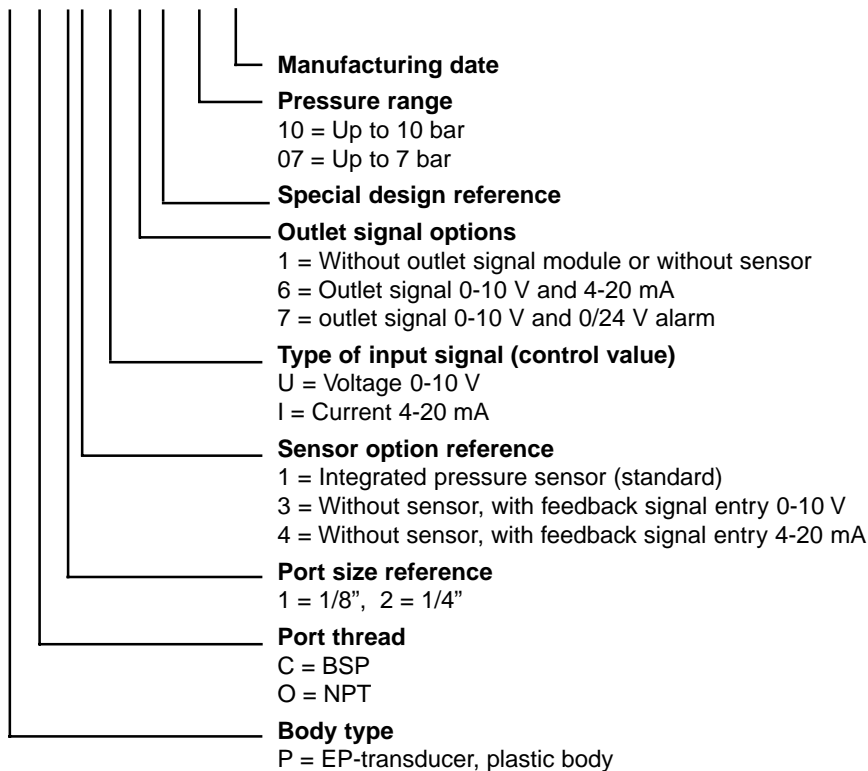 Manufacturing date
Pressure range
10 = Up to 10 bar
07 = Up to 7 bar
Special design reference
Outlet signal options
1 = Without outlet signal module or without sensor
6 = Outlet signal 0-10 V and 4-20 mA
7 = outlet signal 0-10 V and 0/24 V alarm
Type of input signal (control value)
U = Voltage 0-10 V
I = Current 4-20 mA
Sensor option reference
1 = Integrated pressure sensor (standard)
3 = Without sensor, with feedback signal entry 0-10 V
4 = Without sensor, with feedback signal entry 4-20 mA
Port size reference
1 = 1/8”, 2 = 1/4”
Port thread
C = BSP
O = NPT
Body type
P = EP-transducer, plastic body